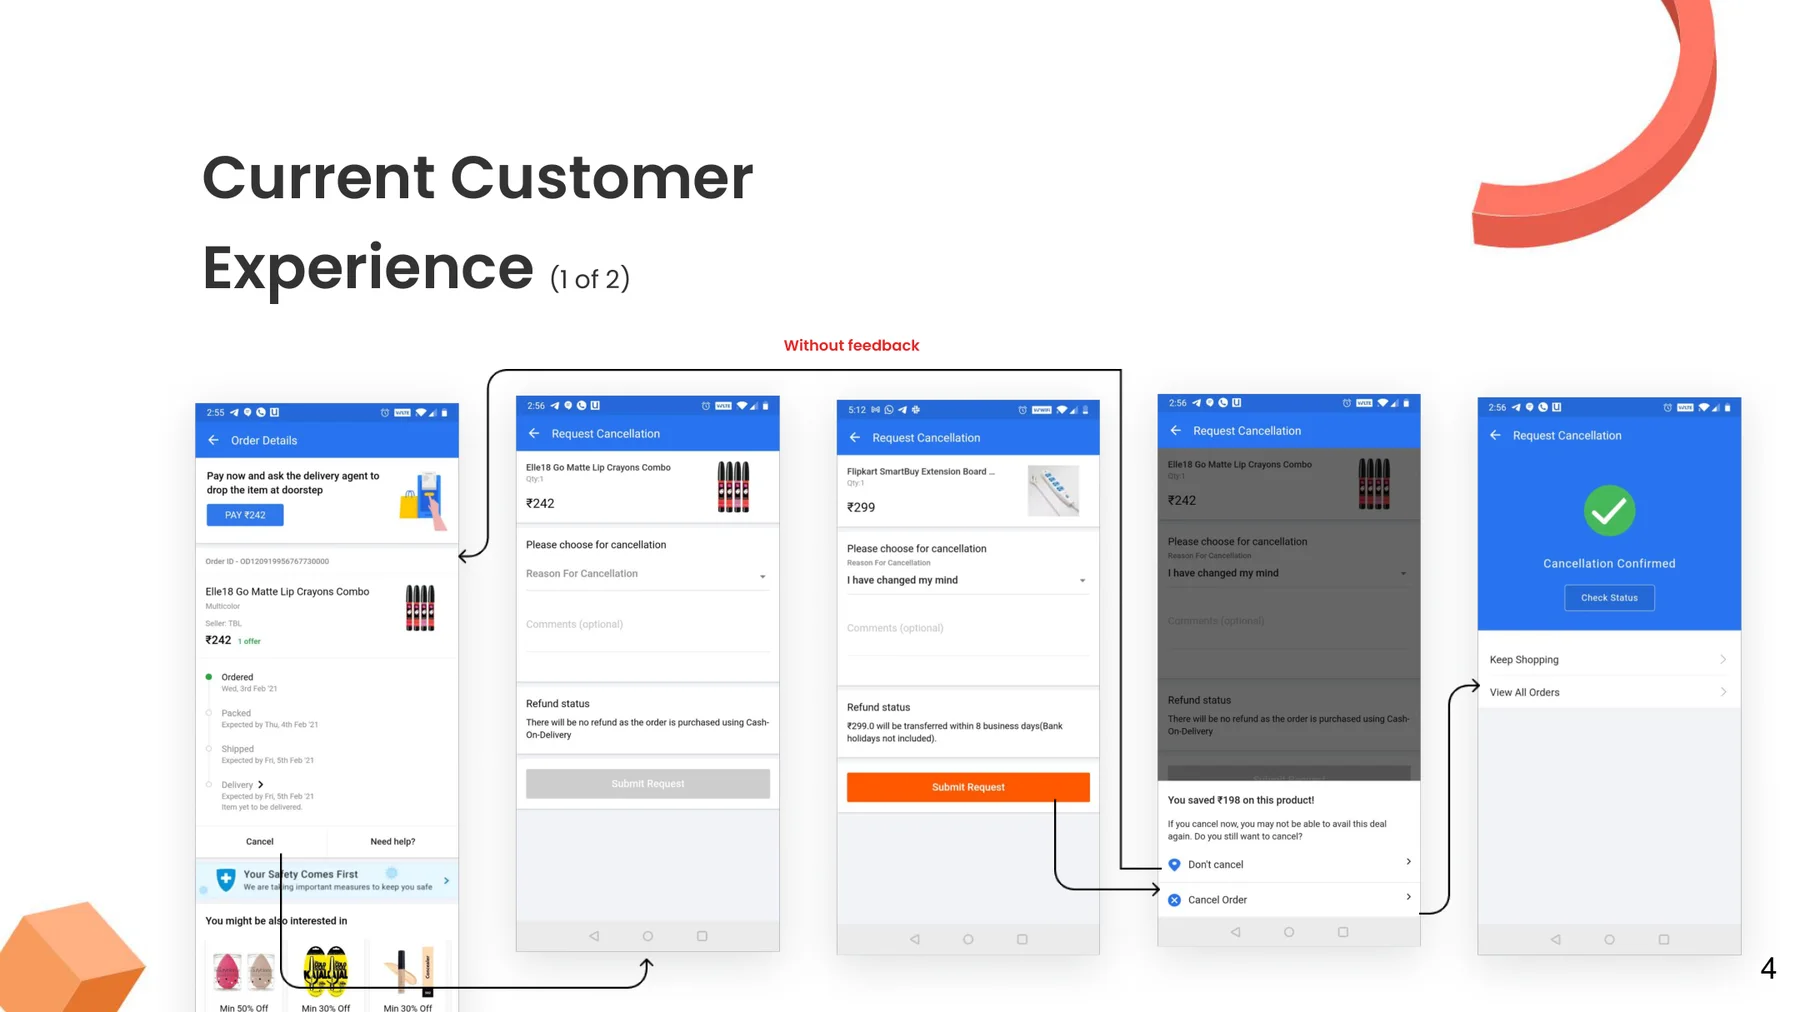 Current Customer
Experience (1 of 2)
Without feedback
2:55
Order Details
Pay now and ask the delivery agent to
drop the item at doorstep
PAY ₹242
Order ID - OD120919956767730000
Elle18 Go Matte Lip Crayons Combo
Multicolor
Seller: TBL
₹242 1 offer
Ordered
Wed, 3rd Feb '21
Packed
Expected by Thu, 4th Feb '21
Shipped
Expected by Fri, 5th Feb '21
Delivery
Expected by Fri, 5th Feb '21
Item yet to be delivered.
Cancel Need help?
Your Safety Comes First
We are taking important measures to keep you safe
You might be also interested in
Min 50% Off Min 30% Off Min 30% Off
2:56
Request Cancellation
Elle18 Go Matte Lip Crayons Combo
Qty:1
₹242
Please choose for cancellation
Reason For Cancellation
Comments (optional)
Refund status
There will be no refund as the order is purchased using Cash-
On-Delivery
Submit Request
5:12
Request Cancellation
Flipkart SmartBuy Extension Board ...
Qty:1
₹299
Please choose for cancellation
Reason For Cancellation
I have changed my mind
Comments (optional)
Refund status
₹299.0 will be transferred within 8 business days(Bank
holidays not included).
Submit Request
2:56
Request Cancellation
Elle18 Go Matte Lip Crayons Combo
Qty:1
₹242
Please choose for cancellation
Reason For Cancellation
I have changed my mind
Comments (optional)
Refund status
There will be no refund as the order is purchased using Cash-
On-Delivery
Submit Request
You saved ₹198 on this product!
If you cancel now, you may not be able to avail this deal
again. Do you still want to cancel?
Don't cancel
Cancel Order
2:56
Request Cancellation
Cancellation Confirmed
Check Status
Keep Shopping
View All Orders
4